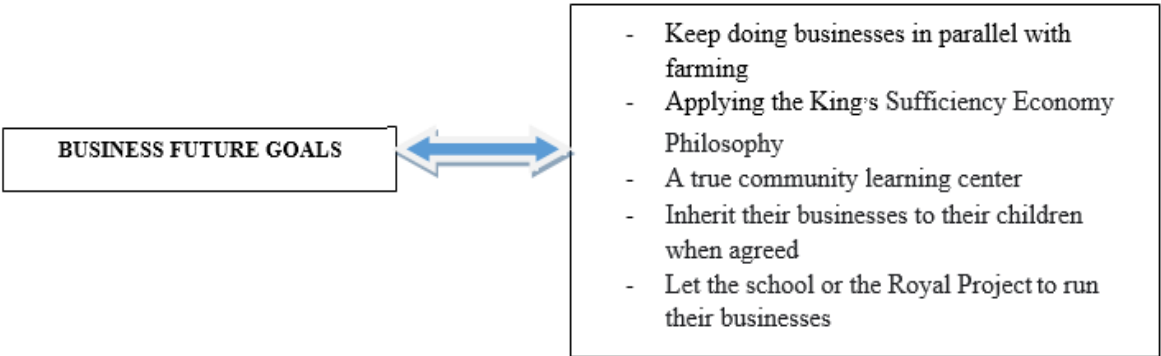 BUSINESS FUTURE GOALS
- Keep doing businesses in parallel with
farming
- Applying the King's Sufficiency Economy
Philosophy
- A true community learning center
- Inherit their businesses to their children
when agreed
- Let the school or the Royal Project to run
their businesses